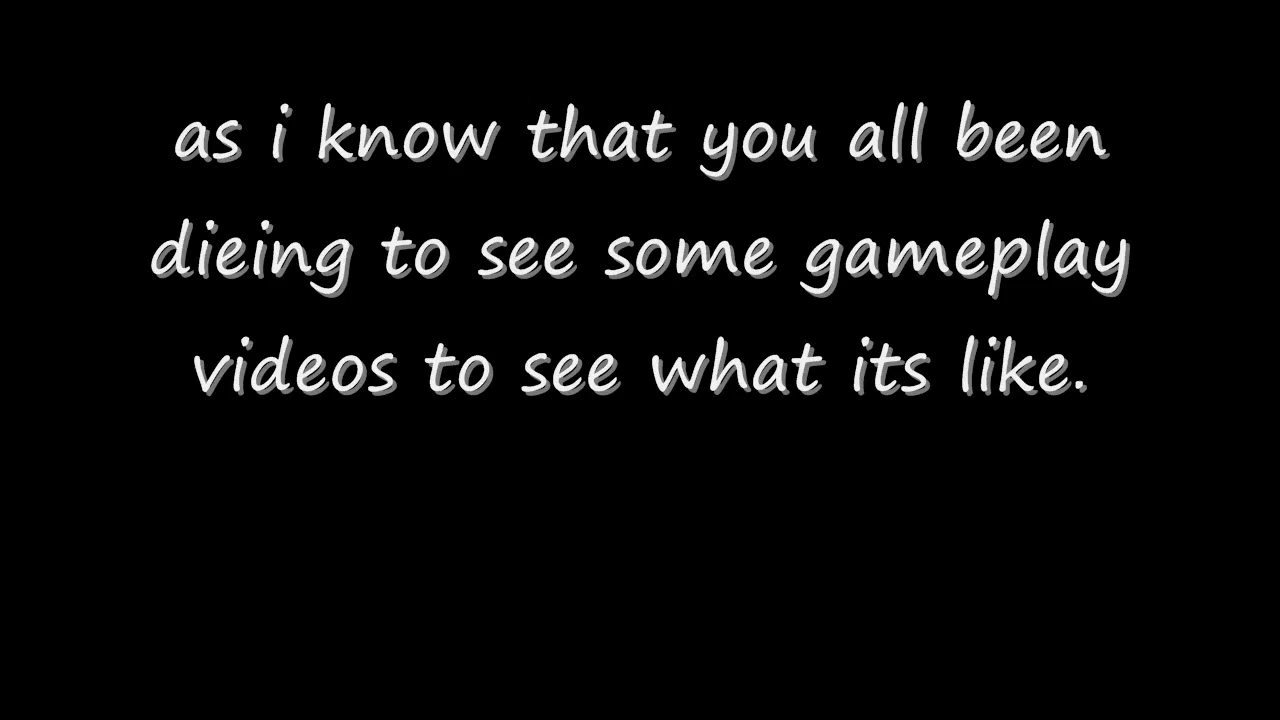 as i know that you all been
dieing to see some gameplay
videos to see what its like.